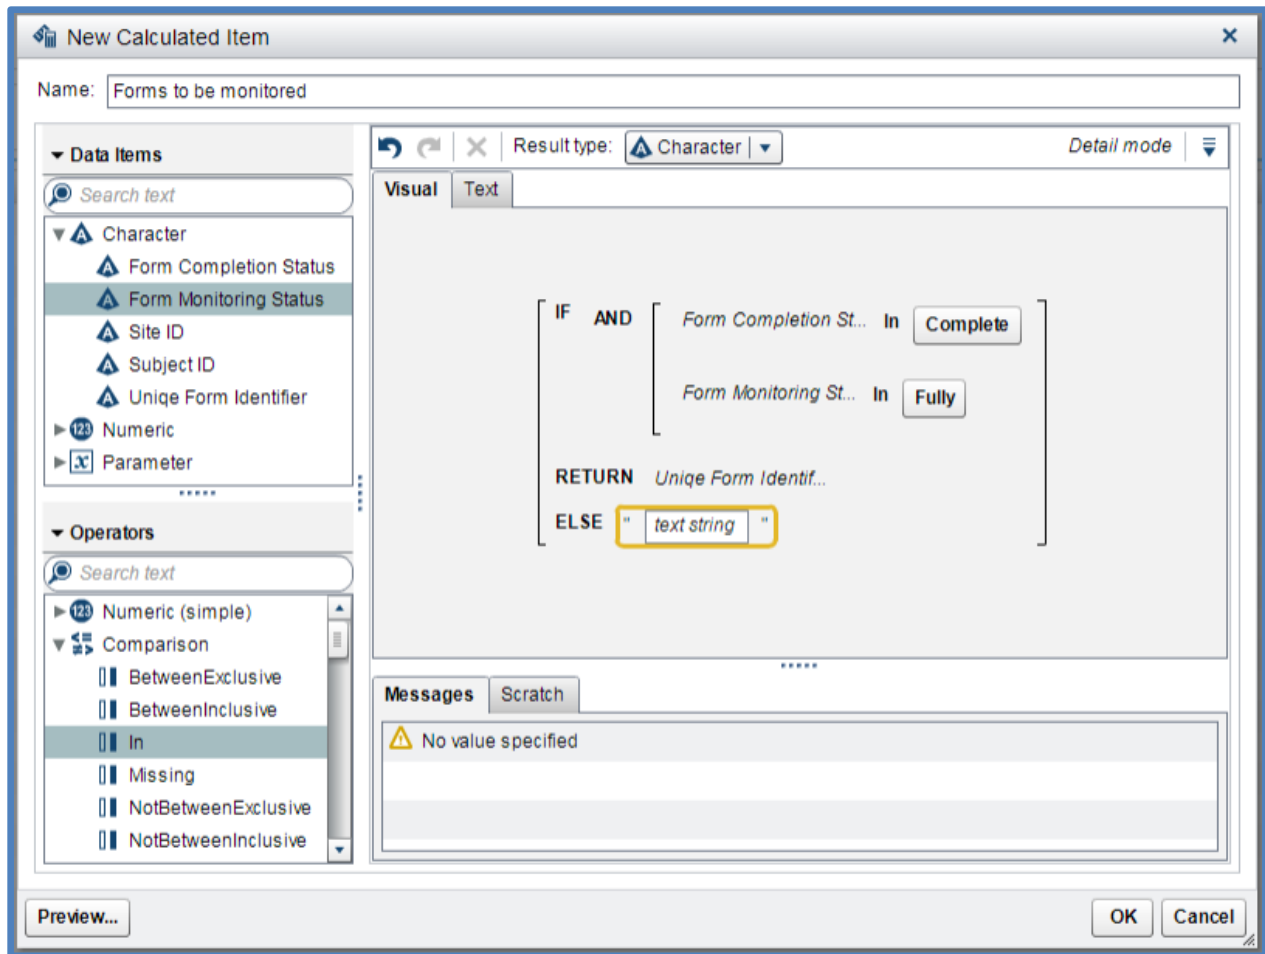 New Calculated Item
Name: Forms to be monitored
Data Items
Search text
Character
Form Completion Status
Form Monitoring Status
Site ID
Subject ID
Uniqe Form Identifier
Numeric
Parameter
Operators
Search text
Numeric (simple)
Comparison
BetweenExclusive
BetweenInclusive
In
Missing
NotBetweenExclusive
NotBetweenInclusive
Result type: Character Detail mode
Visual Text
IF AND Form Completion St... In Complete
Form Monitoring St... In Fully
RETURN Uniqe Form Identif...
ELSE " text string "
Messages Scratch
No value specified
Preview... OK Cancel